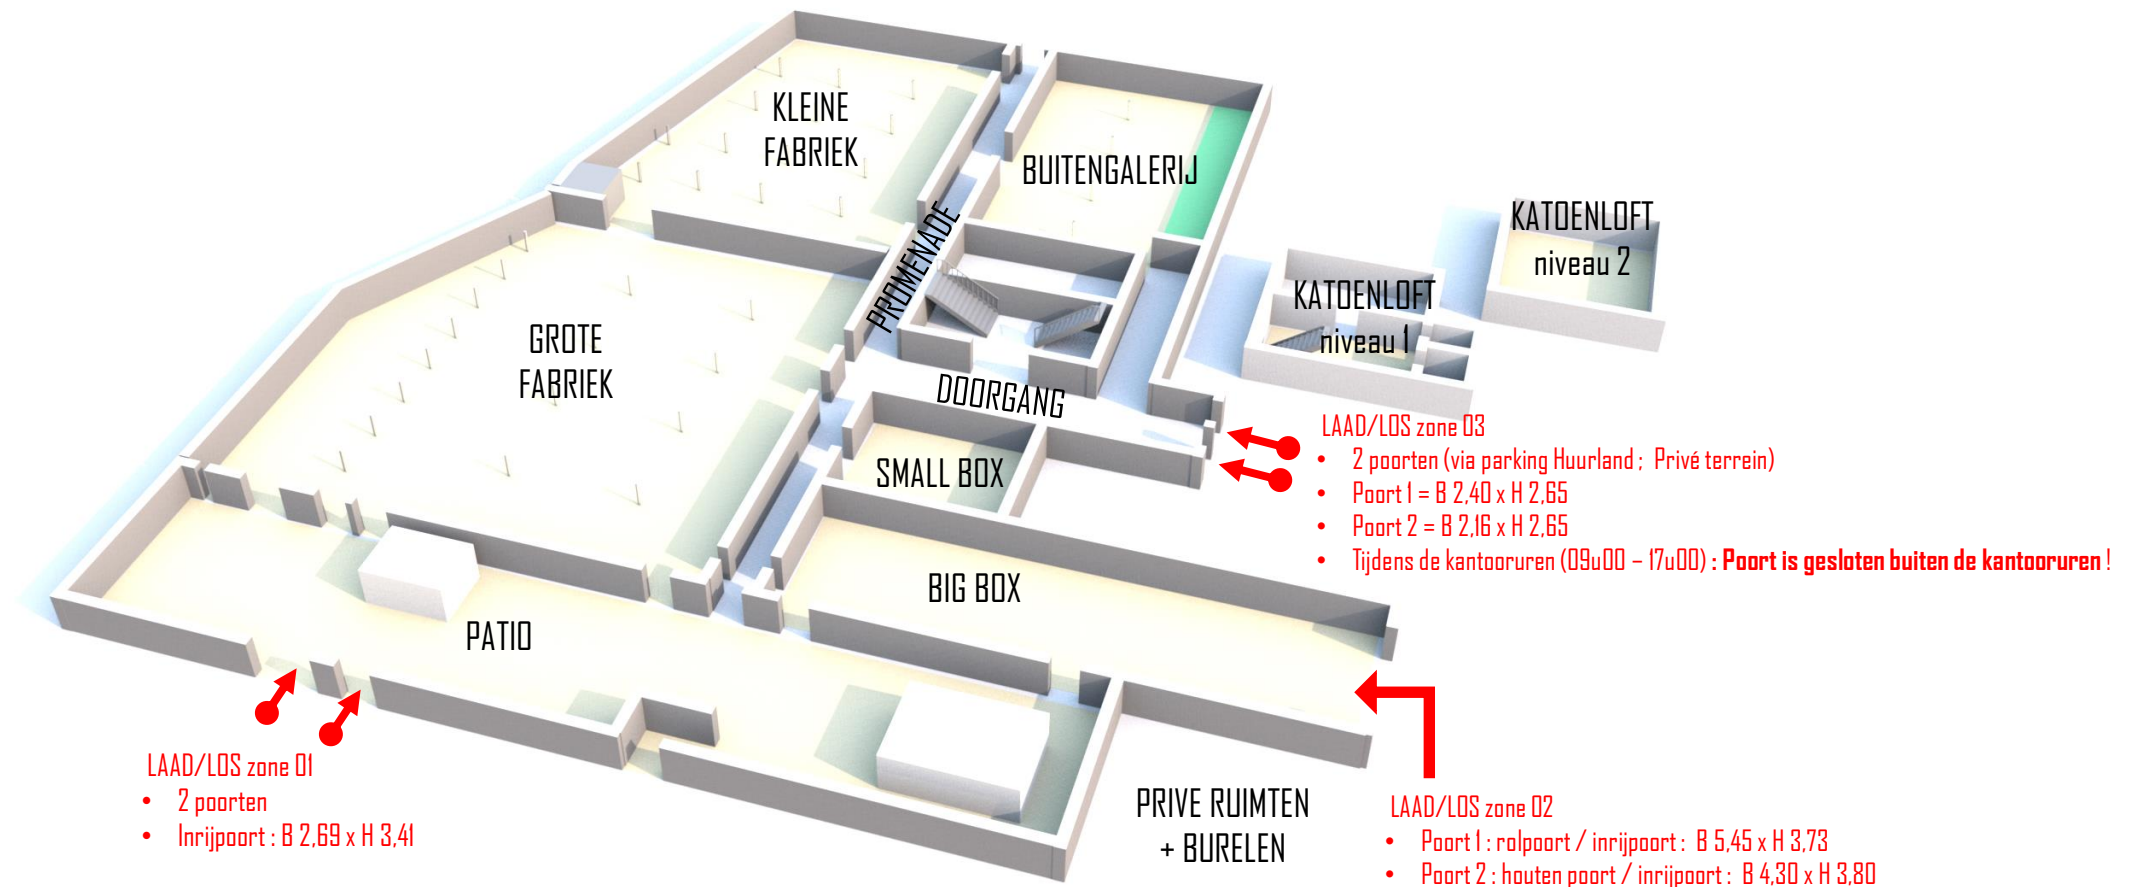 KLEINE
FABRIEK
BUITENGALERIJ
PROMENADE
KATOENLOFT
niveau 2
KATOENLOFT
niveau 1
GROTE
FABRIEK
DOORGANG
LAAD/LOS zone 03
• 2 poorten (via parking Huurland ; Privé terrein)
• Poort 1 = B 2,40 x H 2,65
• Poort 2 = B 2,16 x H 2,65
• Tijdens de kantooruren (09u00 – 17u00) : Poort is gesloten buiten de kantooruren !
SMALL BOX
BIG BOX
PATIO
LAAD/LOS zone 01
• 2 poorten
• Inrijpoort : B 2,69 x H 3,41
PRIVE RUIMTEN
+ BURELEN
LAAD/LOS zone 02
• Poort 1 : rolpoort / inrijpoort : B 5,45 x H 3,73
• Poort 2 : houten poort / inrijpoort : B 4,30 x H 3,80